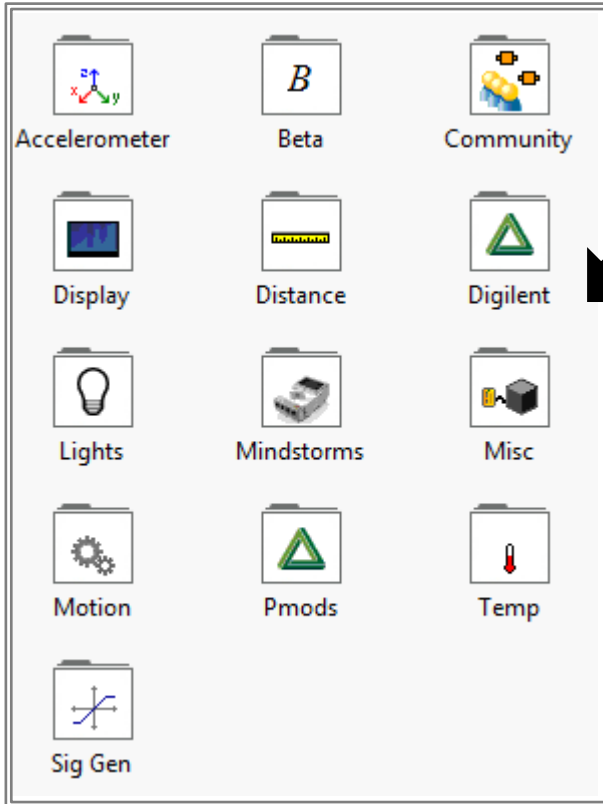 z
x y
Accelerometer
B
Beta
Community
Display
Distance
Digilent
Lights
Mindstorms
Misc
Motion
Pmods
Temp
Sig Gen